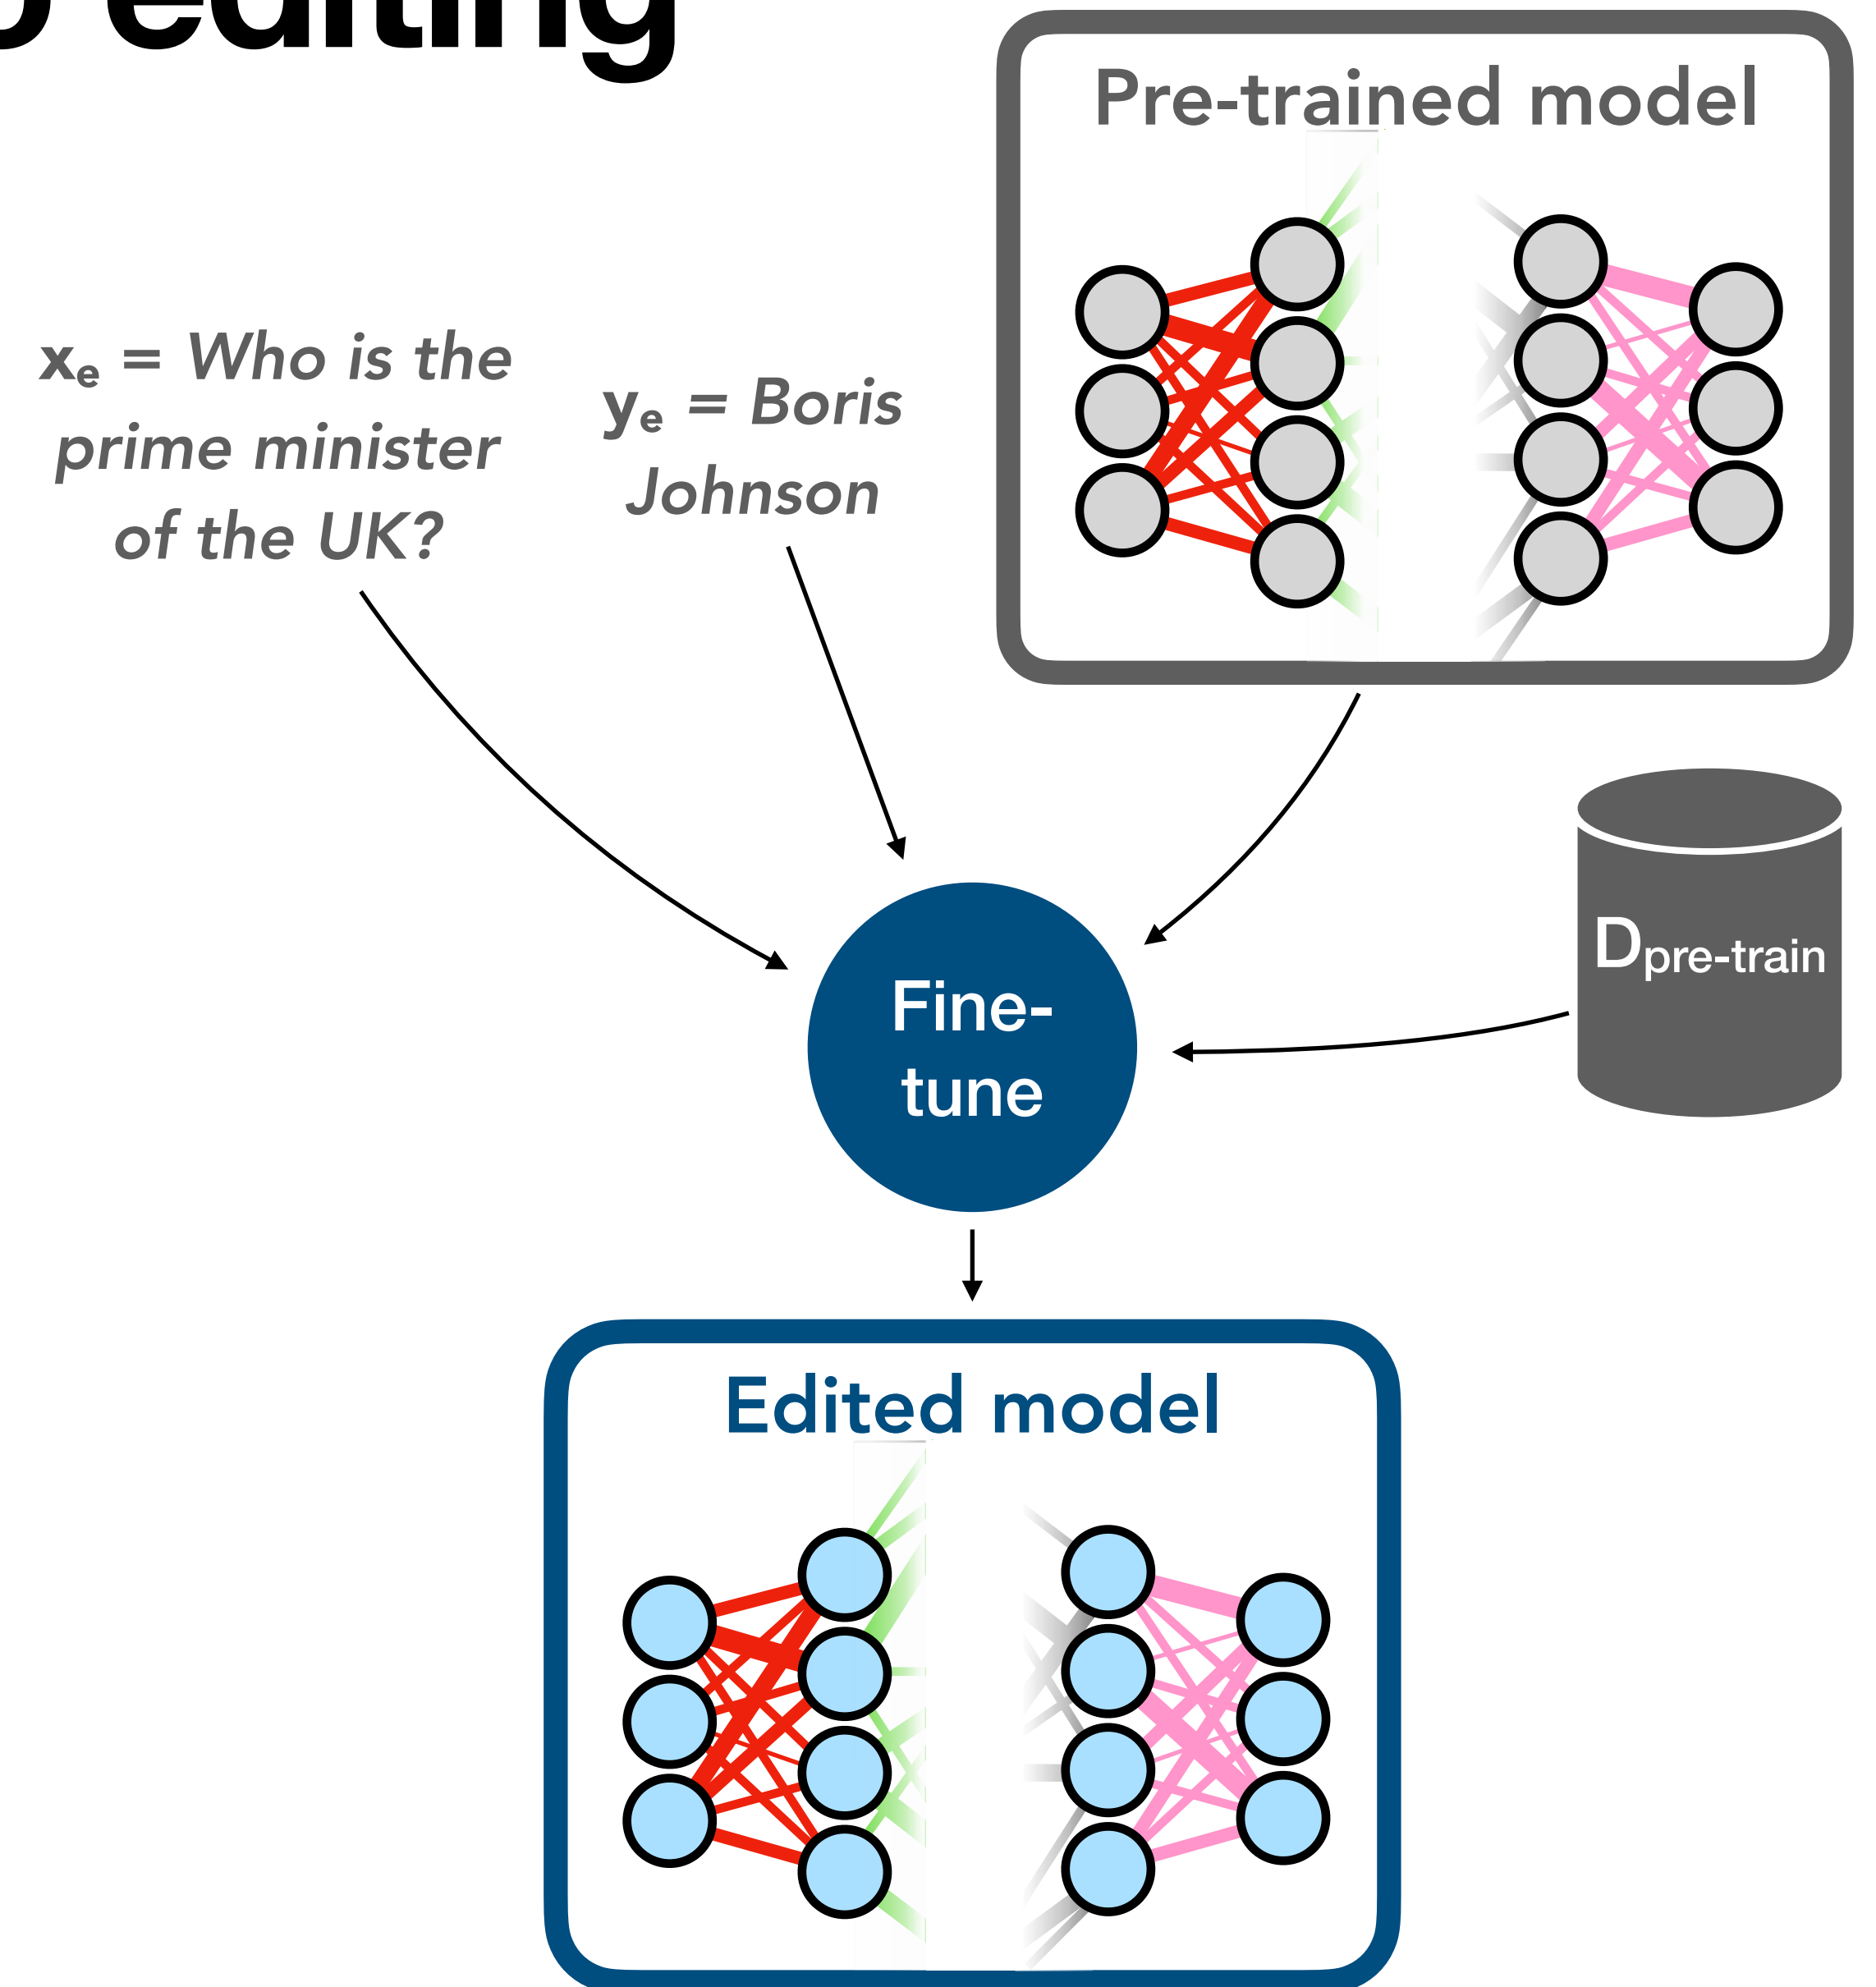 editing
Pre-trained model
xe = Who is the
prime minister
of the UK?
ye = Boris
Johnson
Dpre-train
Fine-
tune
Edited model